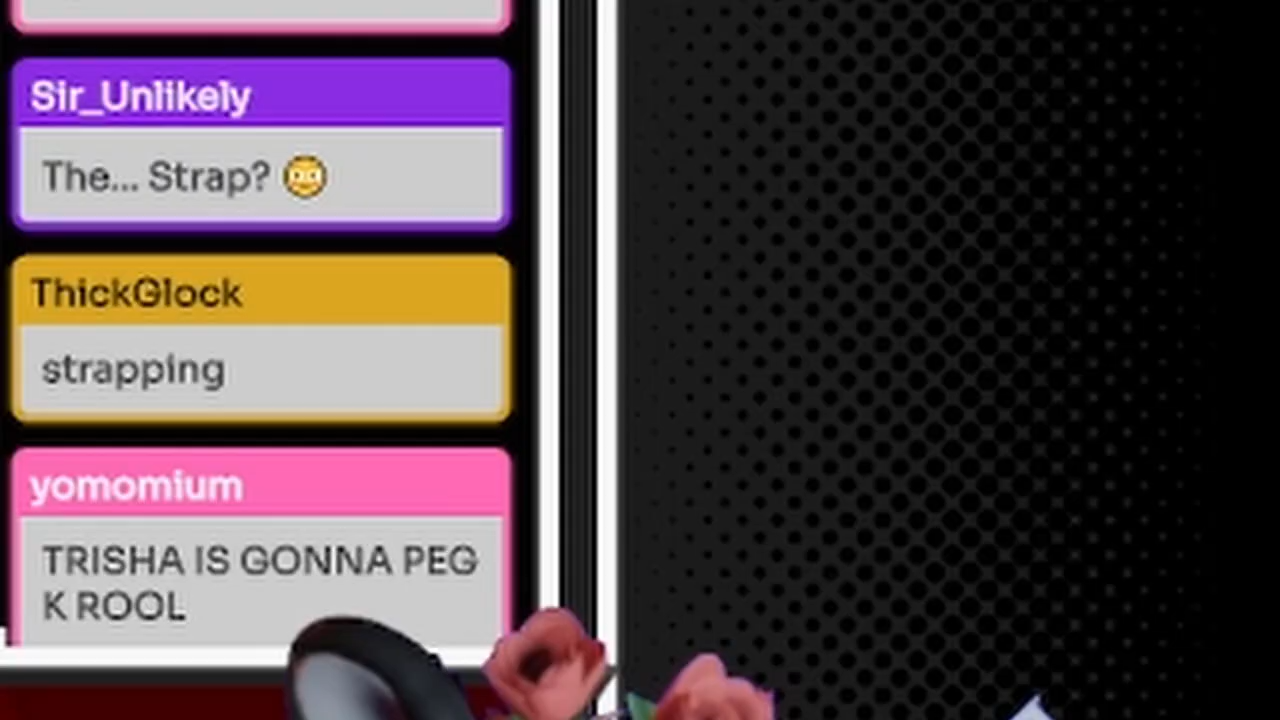 Sir_Unlikely
The... Strap? 😳
ThickGlock
strapping
yomomium
TRISHA IS GONNA PEG
K ROOL